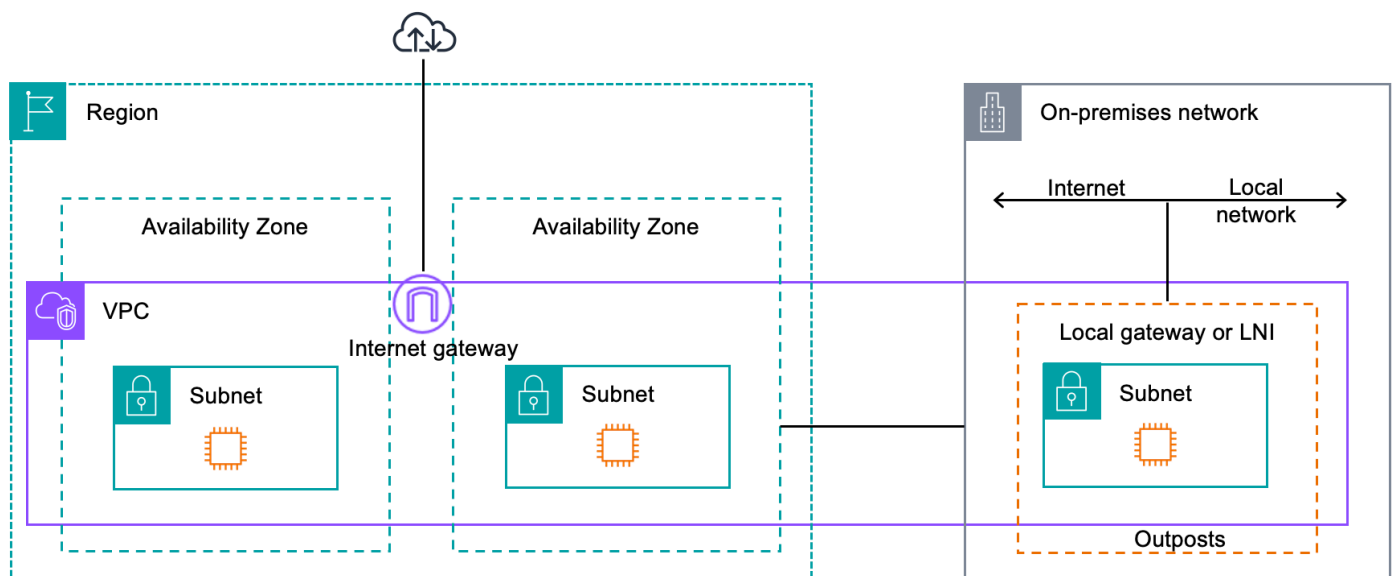 Region
On-premises network
Internet
Local
network
Availability Zone
Availability Zone
VPC
Internet gateway
Local gateway or LNI
Subnet
Subnet
Subnet
Outposts